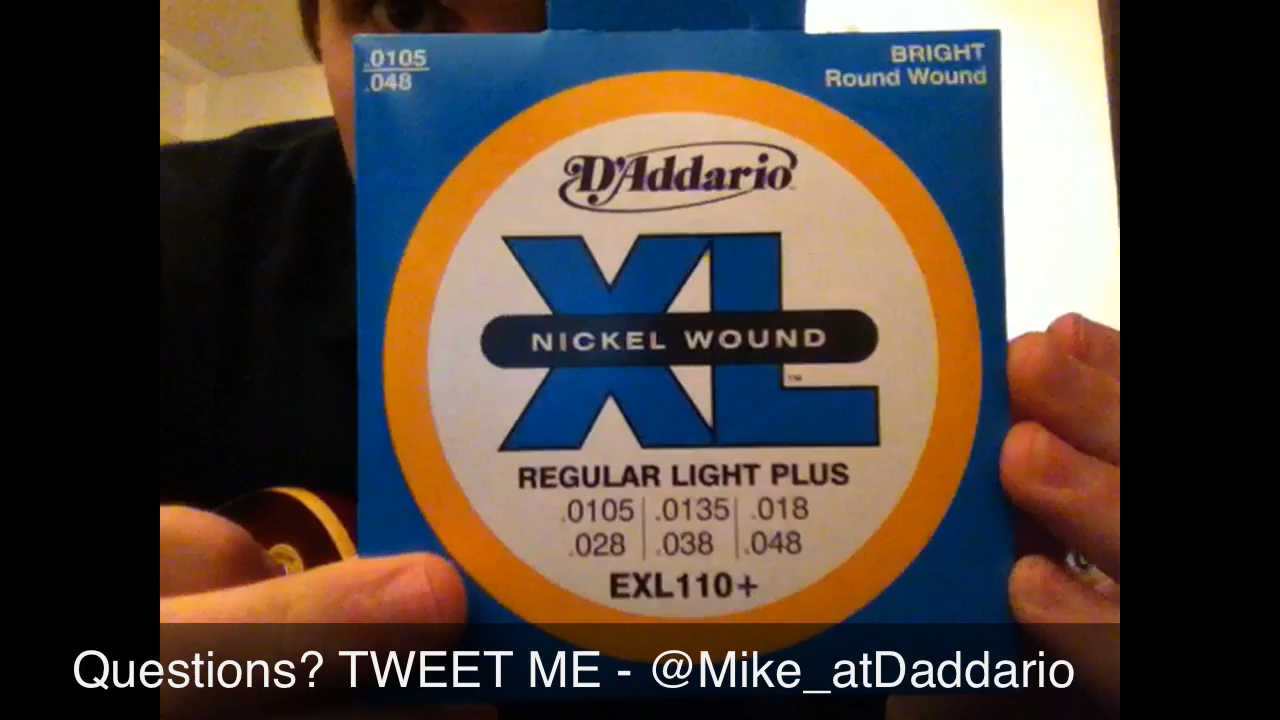 .0105
.048
BRIGHT
Round Wound
D'Addario
XL
NICKEL WOUND
™
REGULAR LIGHT PLUS
.0105 .0135 .018
.028 .038 .048
EXL110+
Questions? TWEET ME - @Mike_atDaddario